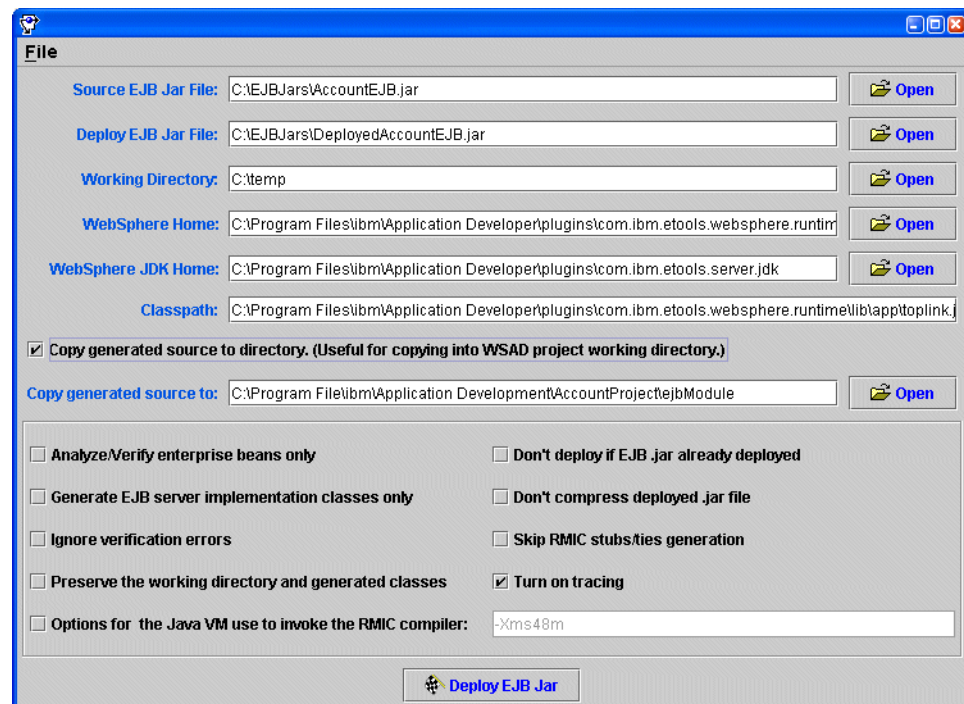 File
Source EJB Jar File: C:\EJBJars\AccountEJB.jar Open
Deploy EJB Jar File: C:\EJBJars\DeployedAccountEJB.jar Open
Working Directory: C:\temp Open
WebSphere Home: C:\Program Files\ibm\Application Developer\plugins\com.ibm.etools.websphere.runtim Open
WebSphere JDK Home: C:\Program Files\ibm\Application Developer\plugins\com.ibm.etools.server.jdk Open
Classpath: C:\Program Files\ibm\Application Developer\plugins\com.ibm.etools.websphere.runtime\lib\app\toplink.j
Copy generated source to directory. (Useful for copying into WSAD project working directory.)
Copy generated source to: C:\Program File\ibm\Application Development\AccountProject\ejbModule Open
Analyze/Verify enterprise beans only Don't deploy if EJB .jar already deployed
Generate EJB server implementation classes only Don't compress deployed .jar file
Ignore verification errors Skip RMIC stubs/ties generation
Preserve the working directory and generated classes Turn on tracing
Options for the Java VM use to invoke the RMIC compiler: -Xms48m
Deploy EJB Jar